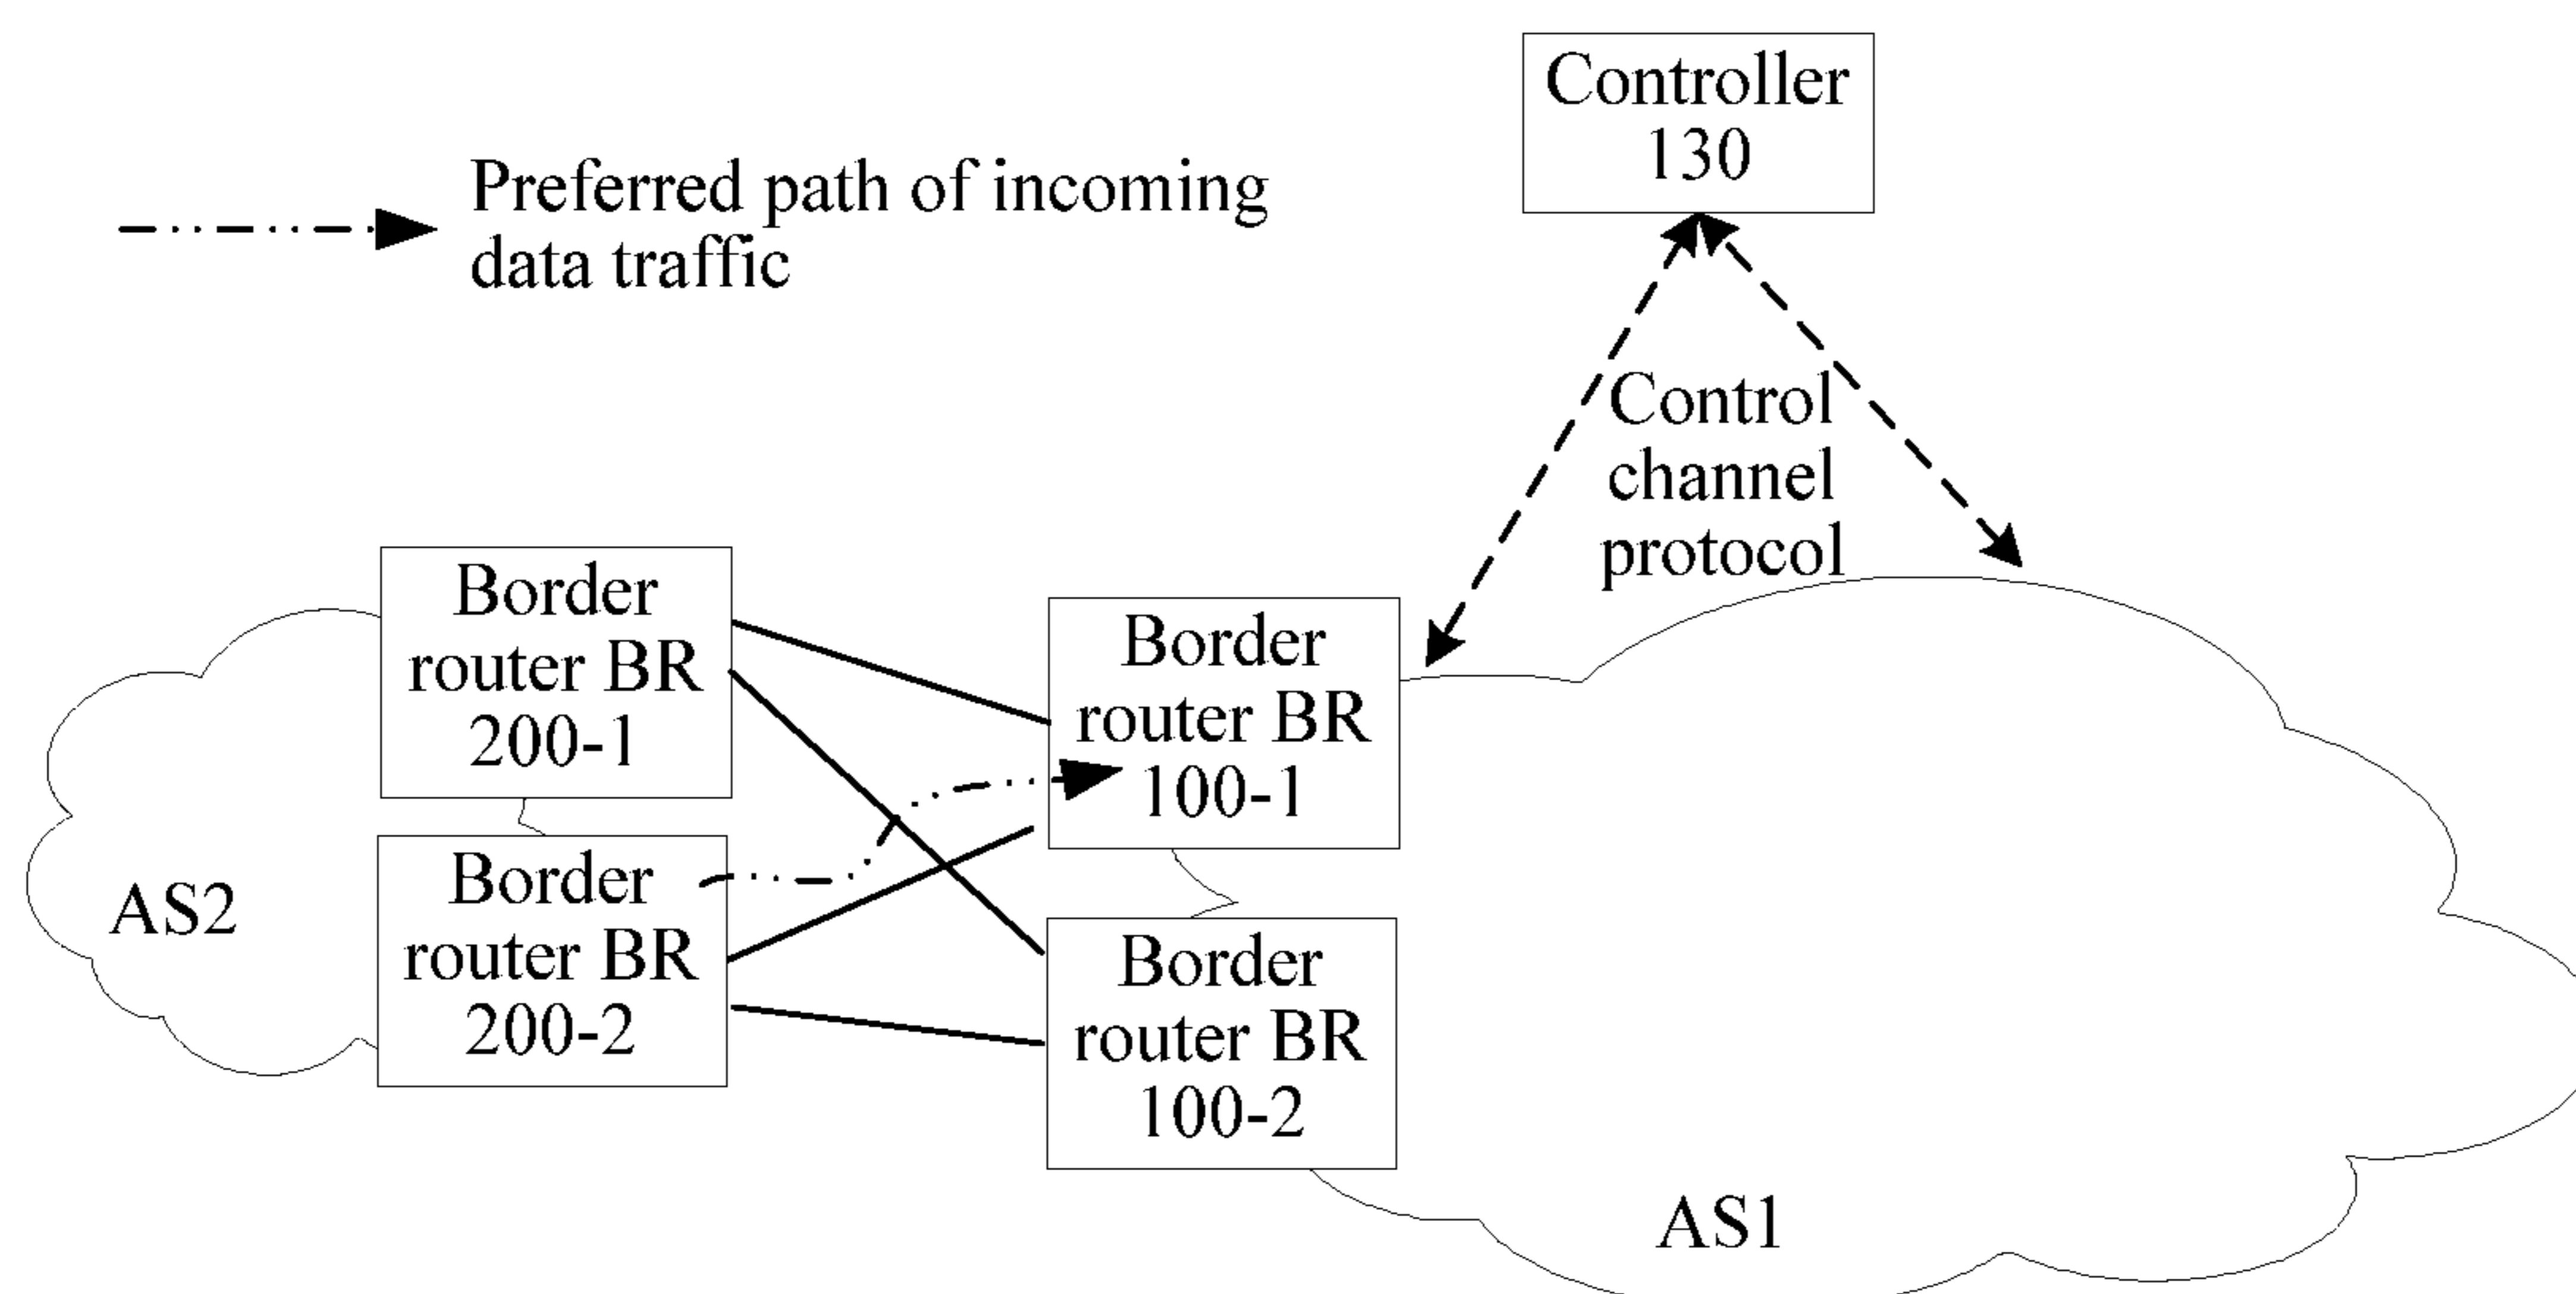 Controller
130
Preferred path of incoming
data traffic
Control
channel
protocol
Border
router BR
200-1
Border
router BR
100-1
Border
router BR
200-2
AS2
Border
router BR
100-2
AS1